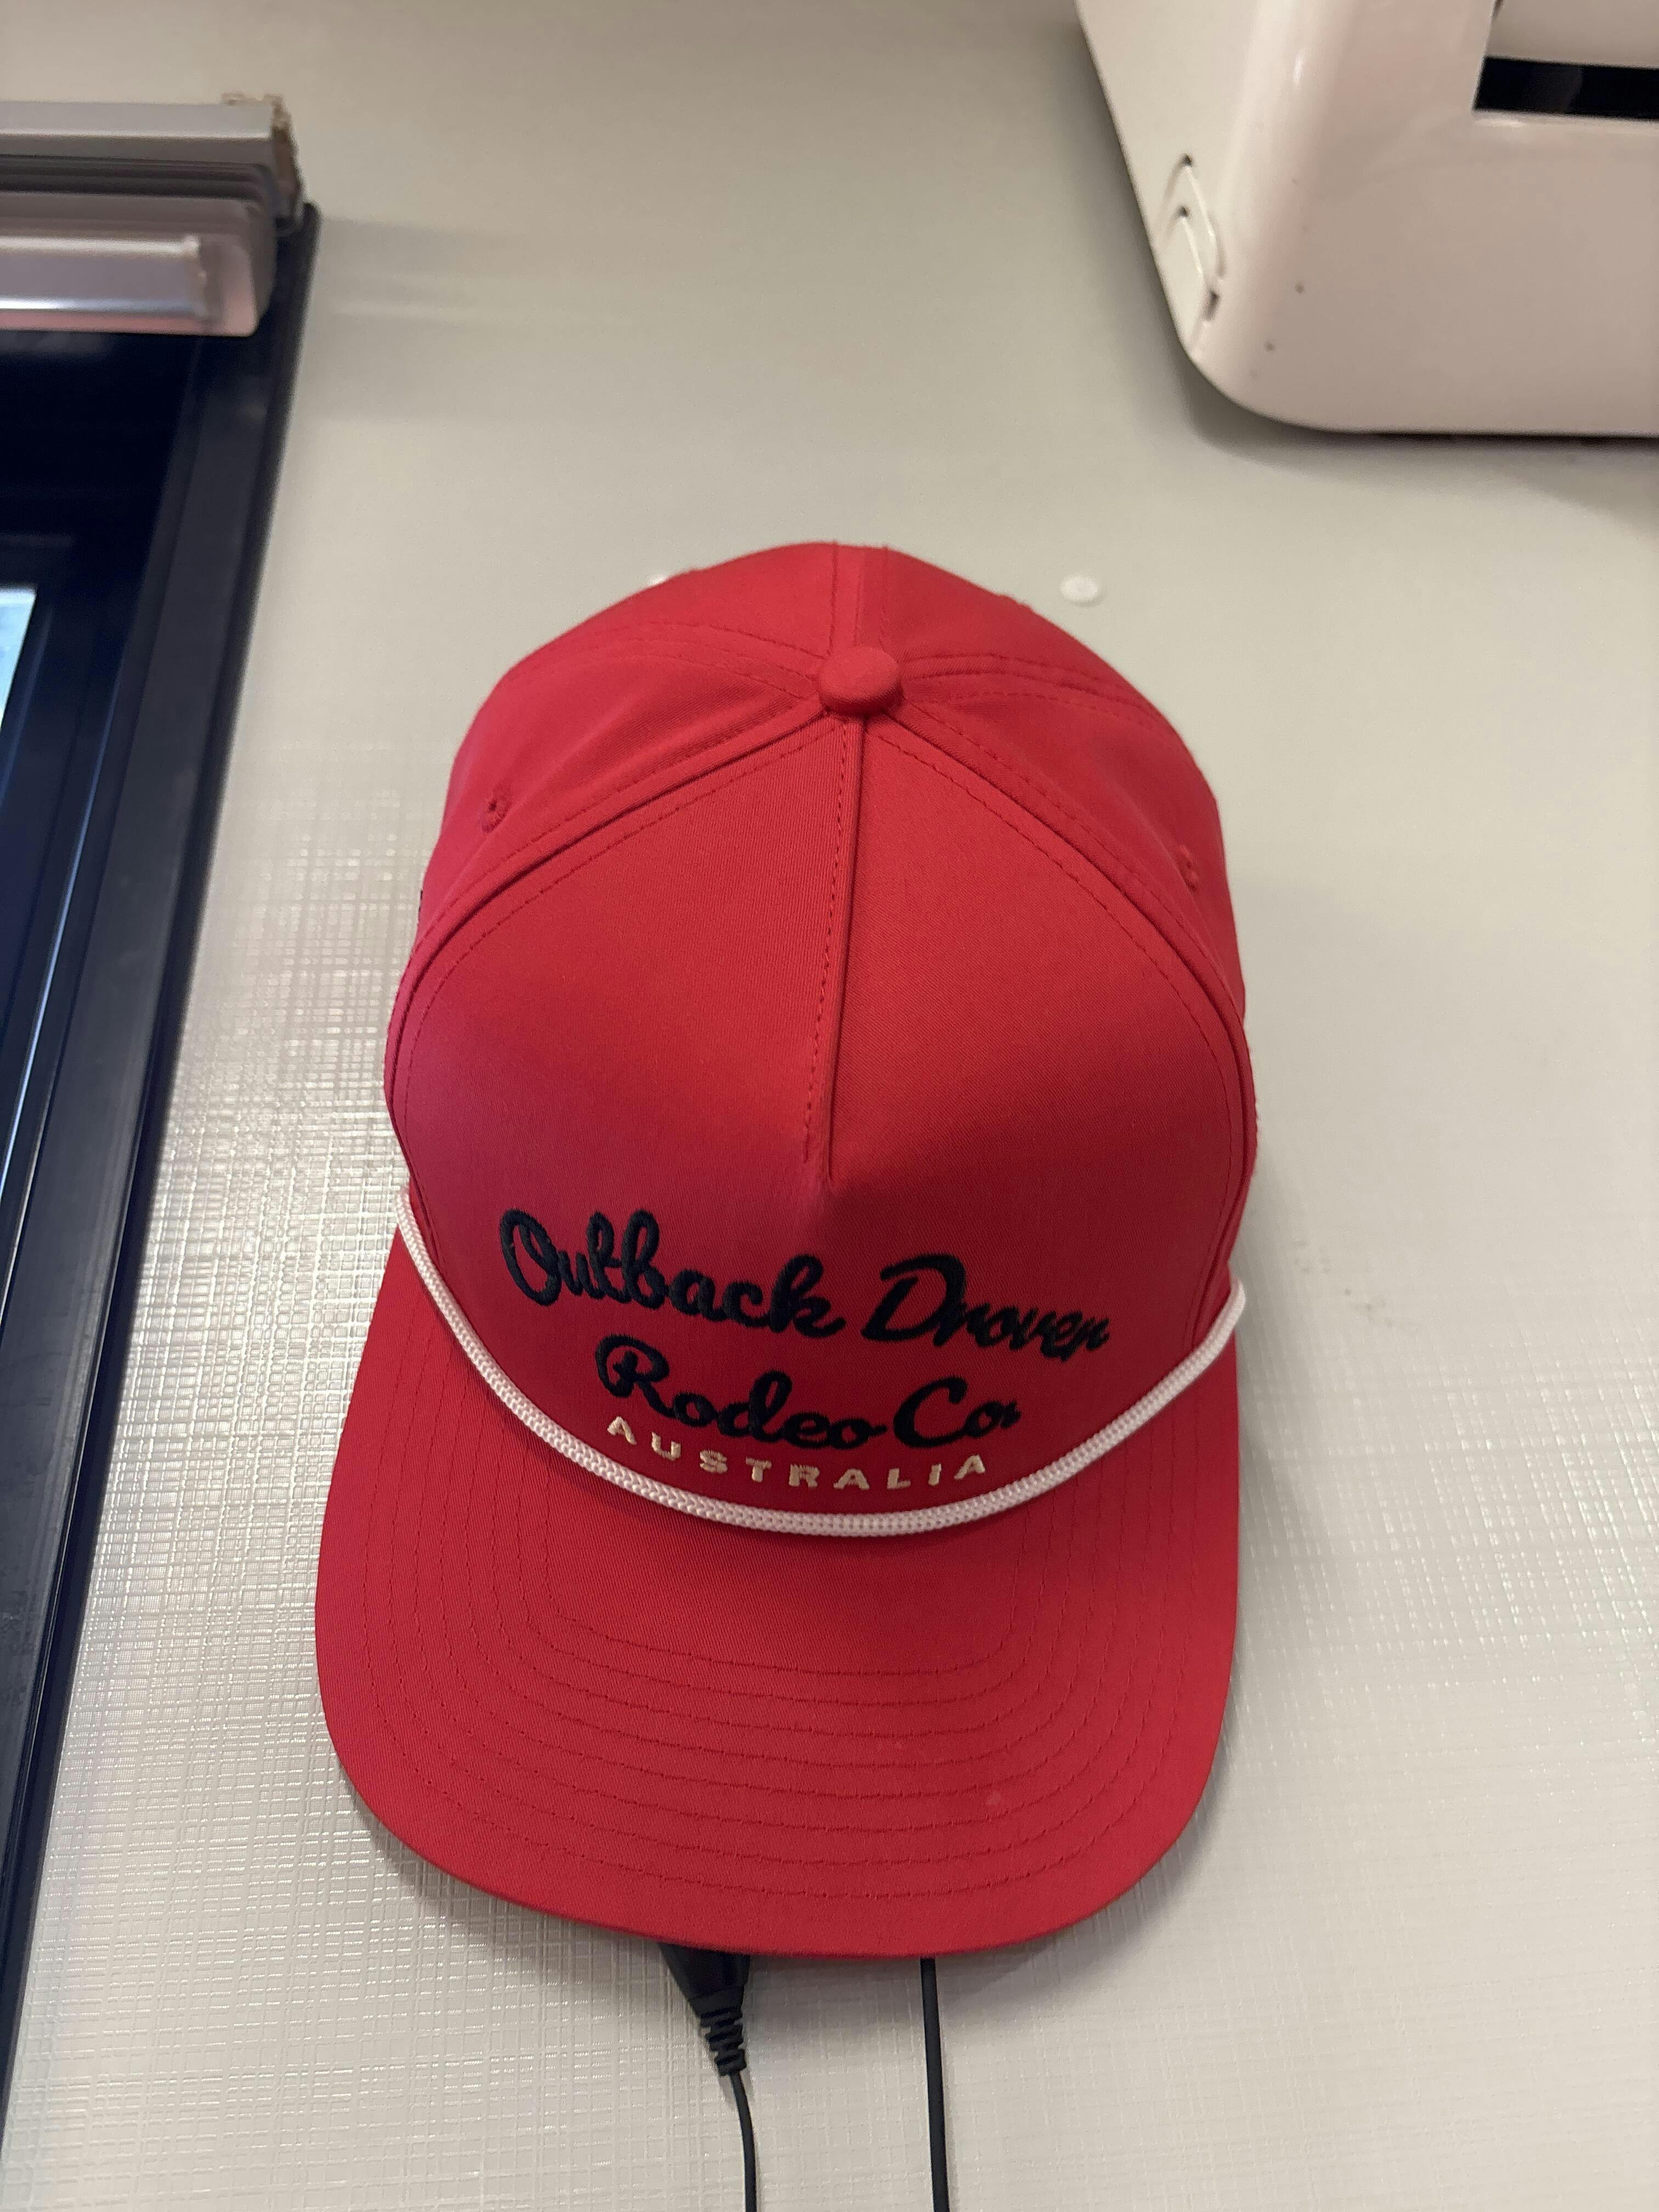 Outback Drover
Rodeo Co.
AUSTRALIA